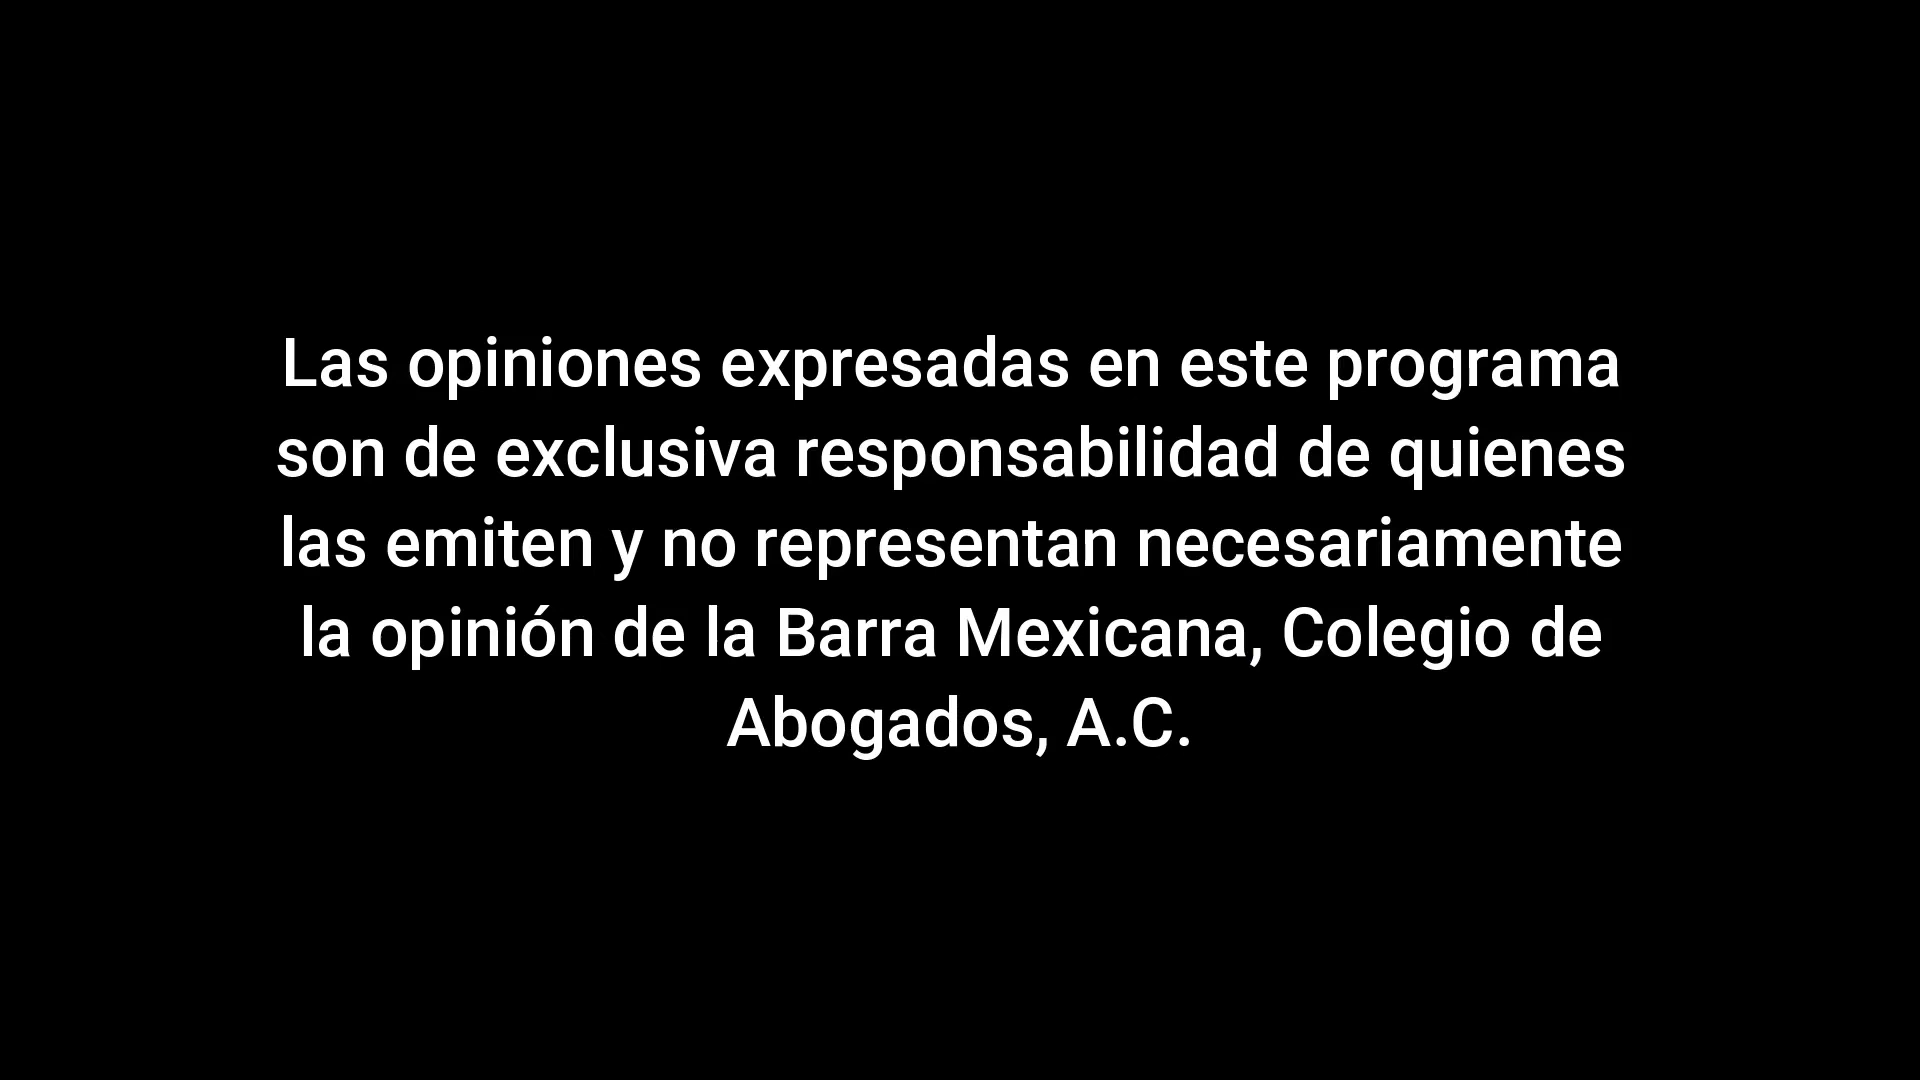 Las opiniones expresadas en este programa
son de exclusiva responsabilidad de quienes
las emiten y no representan necesariamente
la opinión de la Barra Mexicana, Colegio de
Abogados, A.C.